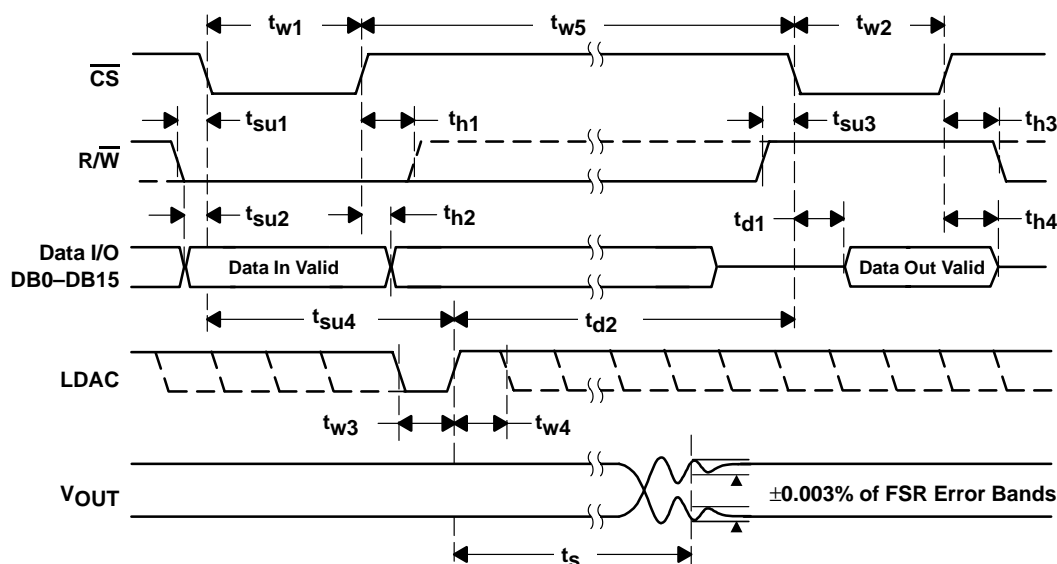 tw1 tw5 tw2
CS
tsu1 th1 tsu3 th3
R/W
tsu2 th2 td1 th4
Data I/O
DB0–DB15
Data In Valid Data Out Valid
tsu4 td2
LDAC
tw3 tw4
VOUT
±0.003% of FSR Error Bands
ts